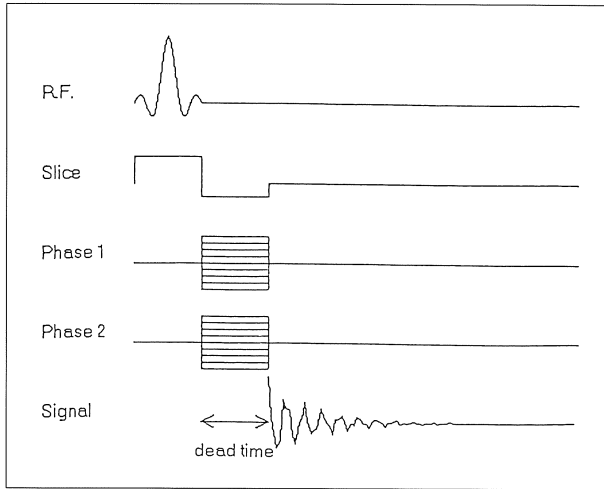 R.F.
Slice
Phase 1
Phase 2
Signal
dead time